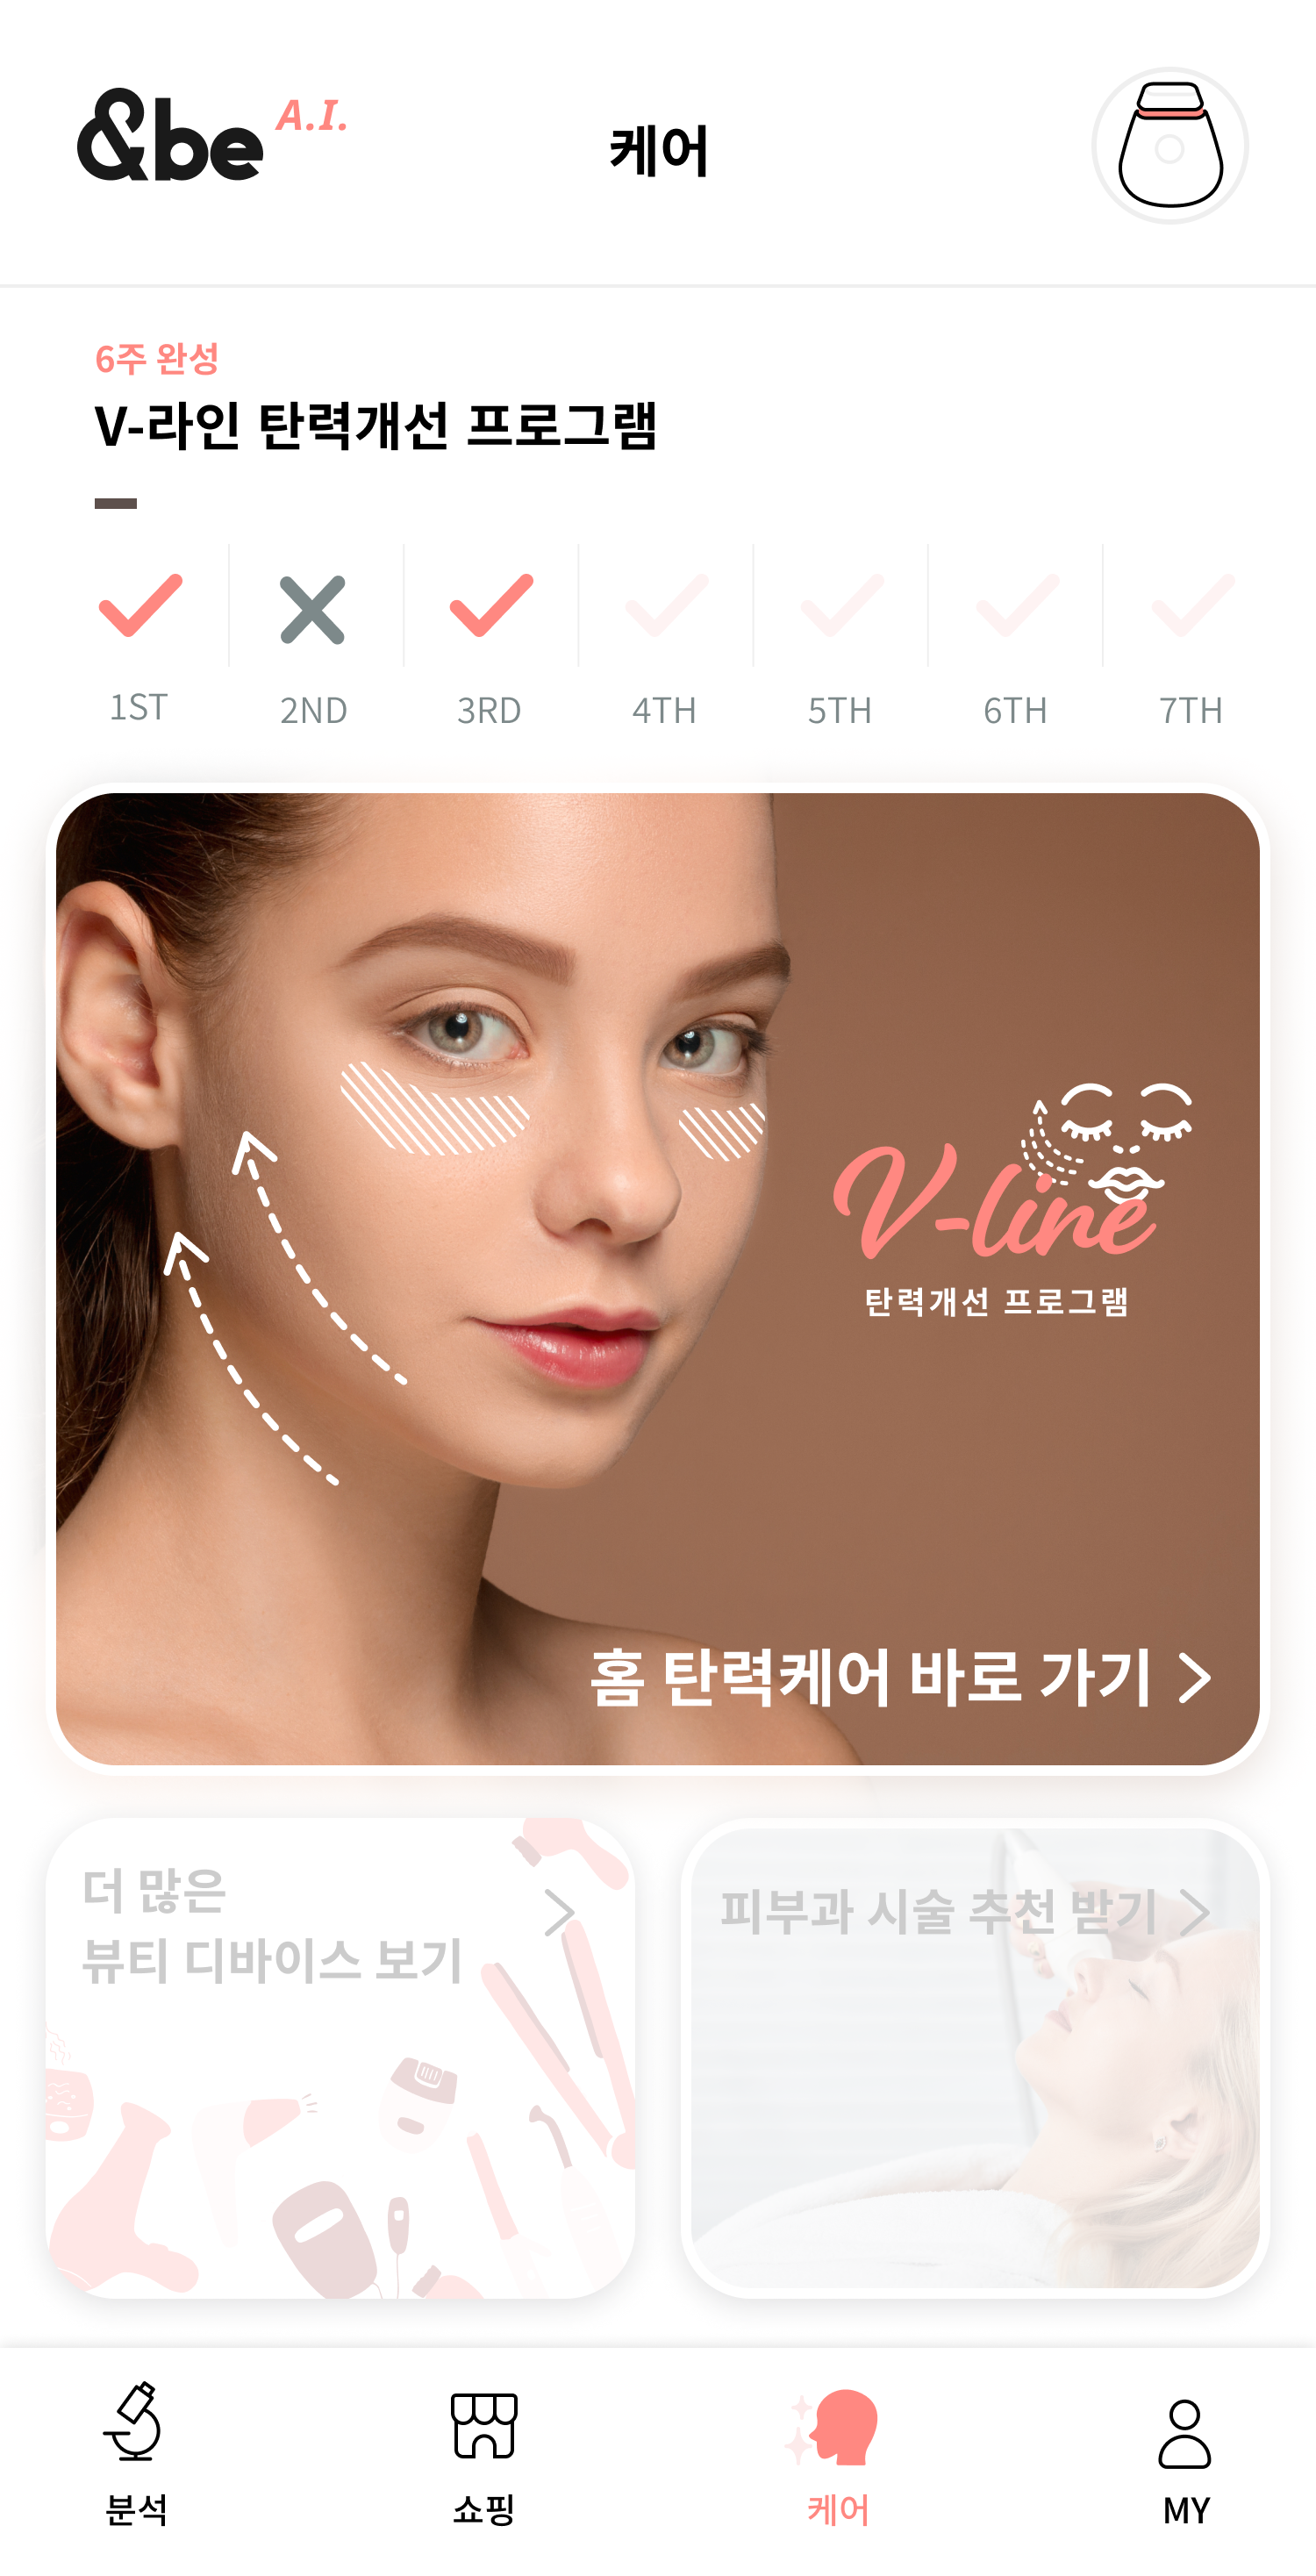 &be A.I.
케어
6주 완성
V-라인 탄력개선 프로그램
1ST 2ND 3RD 4TH 5TH 6TH 7TH
V-line
탄력개선 프로그램
홈 탄력케어 바로 가기
더 많은
뷰티 디바이스 보기
피부과 시술 추천 받기
분석 쇼핑 케어 MY